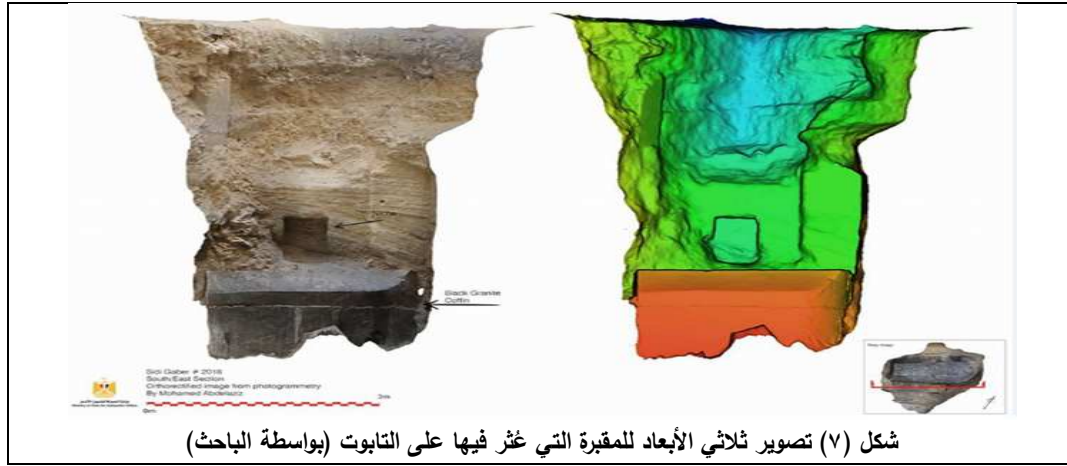 Black Granite
Coffin
Sidi Gaber # 2018
South/East Section
Orthorectified image from photogrammetry
By Mohamed Abdelaziz
0m
2m
شكل (٧) تصوير ثلاثي الأبعاد للمقبرة التي عُثر فيها على التابوت (بواسطة الباحث)